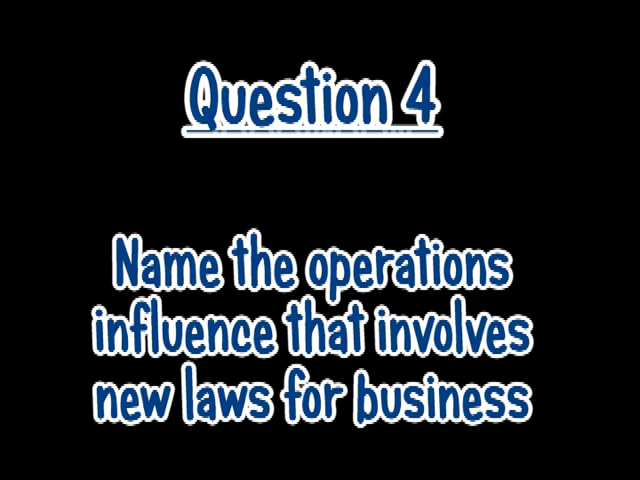 Question 4
Name the operations
influence that involves
new laws for business